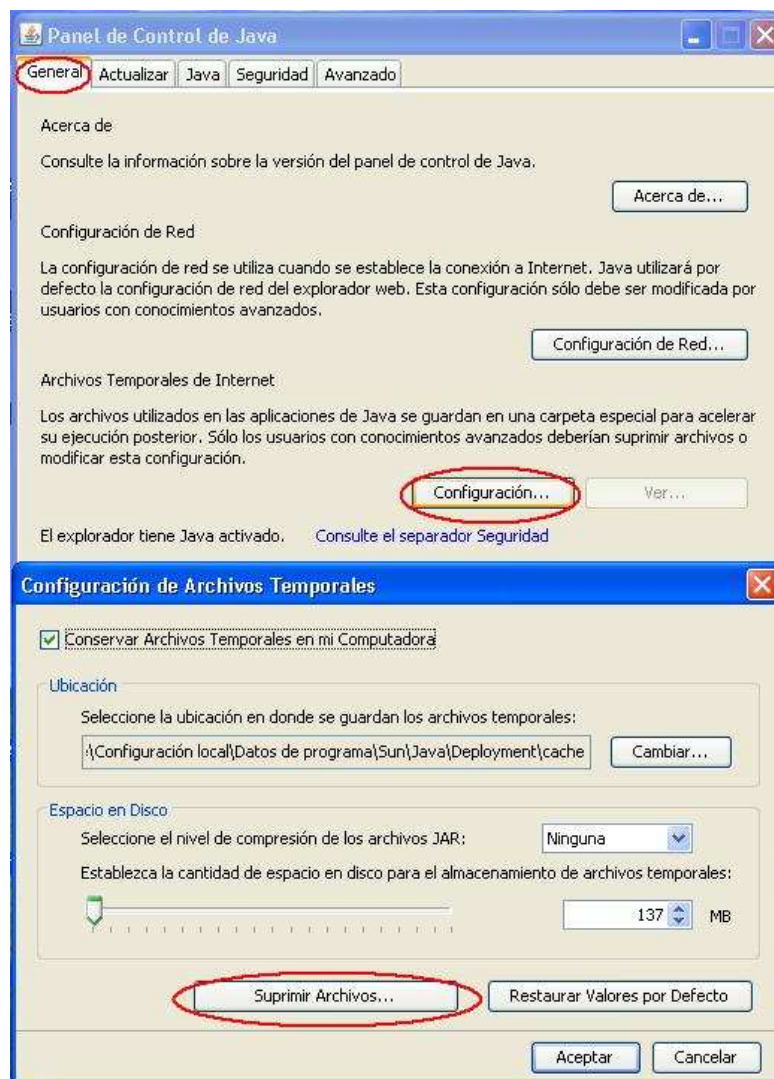 Panel de Control de Java
General Actualizar Java Seguridad Avanzado
Acerca de
Consulte la información sobre la versión del panel de control de Java.
Acerca de...
Configuración de Red
La configuración de red se utiliza cuando se establece la conexión a Internet. Java utilizará por
defecto la configuración de red del explorador web. Esta configuración sólo debe ser modificada por
usuarios con conocimientos avanzados.
Configuración de Red...
Archivos Temporales de Internet
Los archivos utilizados en las aplicaciones de Java se guardan en una carpeta especial para acelerar
su ejecución posterior. Sólo los usuarios con conocimientos avanzados deberían suprimir archivos o
modificar esta configuración.
Configuración... Ver...
El explorador tiene Java activado. Consulte el separador Seguridad
Configuración de Archivos Temporales
Conservar Archivos Temporales en mi Computadora
Ubicación
Seleccione la ubicación en donde se guardan los archivos temporales:
\Configuración local\Datos de programa\Sun\Java\Deployment\cache Cambiar...
Espacio en Disco
Seleccione el nivel de compresión de los archivos JAR: Ninguna
Establezca la cantidad de espacio en disco para el almacenamiento de archivos temporales:
137 MB
Suprimir Archivos... Restaurar Valores por Defecto
Aceptar Cancelar